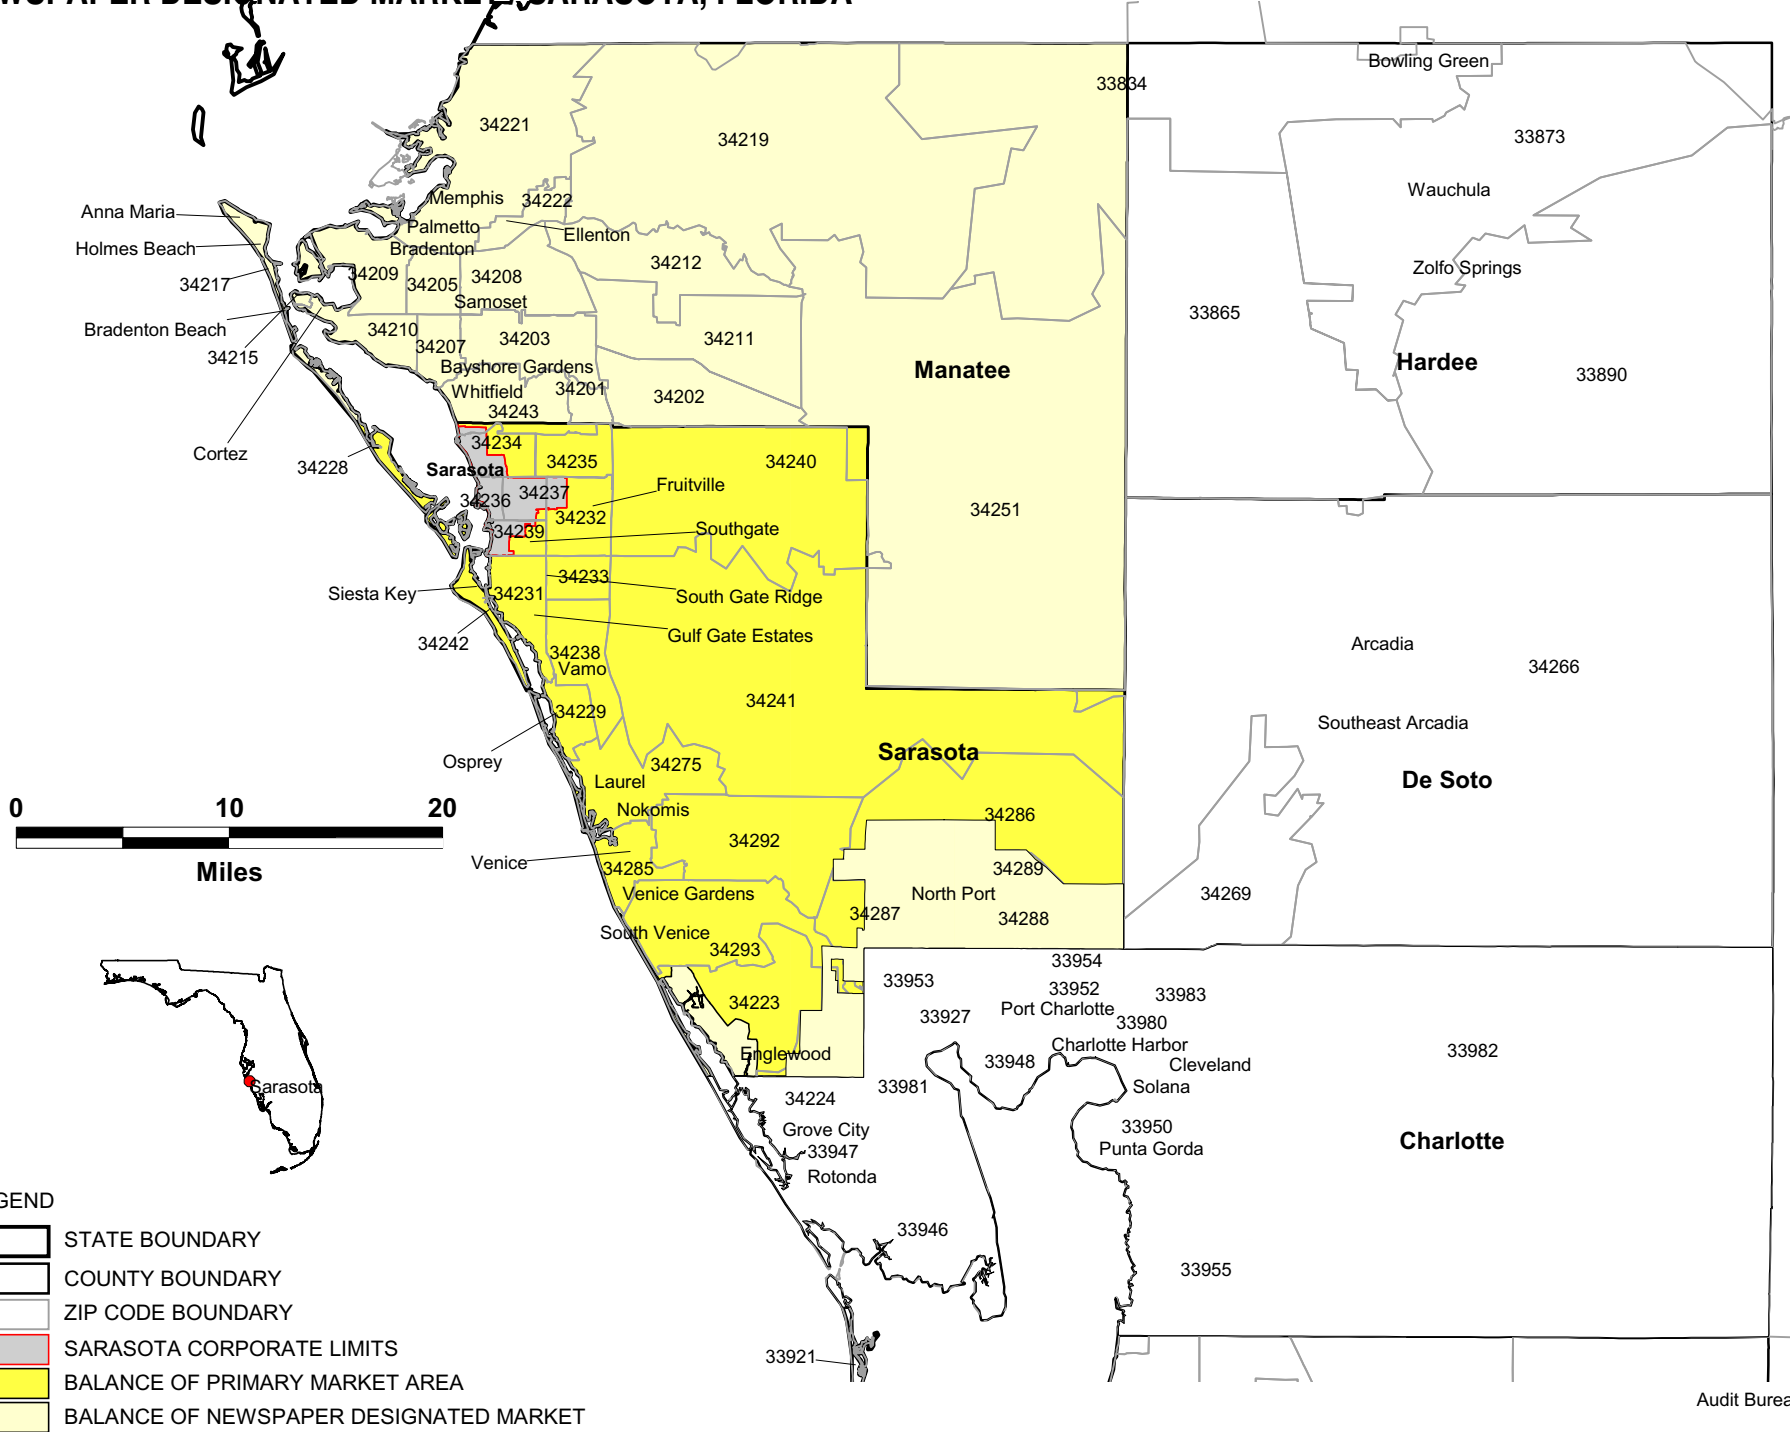 Bowling Green
33834
34221
34219
33873
Wauchula
Memphis
34222
Anna Maria
Palmetto
Ellenton
Holmes Beach
Bradenton
34212
Zolfo Springs
34209
34208
34217
34205
Samoset
33865
Bradenton Beach
34210
34203
34211
34207
34215
Hardee
Bayshore Gardens
Manatee
33890
34201
Whitfield
34202
34243
34234
Cortez
34235
34240
34228
Sarasota
Fruitville
34237
34236
34251
34232
Southgate
34239
34233
Siesta Key
34231
South Gate Ridge
Gulf Gate Estates
34242
Arcadia
34238
34266
Vamo
34241
34229
Southeast Arcadia
Sarasota
Osprey
34275
De Soto
Laurel
0 10 20
Nokomis
34286
34292
Venice
Miles
34285
34289
Venice Gardens
North Port
34269
34287
34288
South Venice
34293
33954
33953
33952
33983
34223
Port Charlotte
33927
33980
Charlotte Harbor
33982
Englewood
33948
Cleveland
33981
Solana
Sarasota
34224
33950
Grove City
Charlotte
33947
Punta Gorda
Rotonda
GEND
33946
STATE BOUNDARY
33955
COUNTY BOUNDARY
ZIP CODE BOUNDARY
SARASOTA CORPORATE LIMITS
33921
BALANCE OF PRIMARY MARKET AREA
Audit Burea
BALANCE OF NEWSPAPER DESIGNATED MARKET